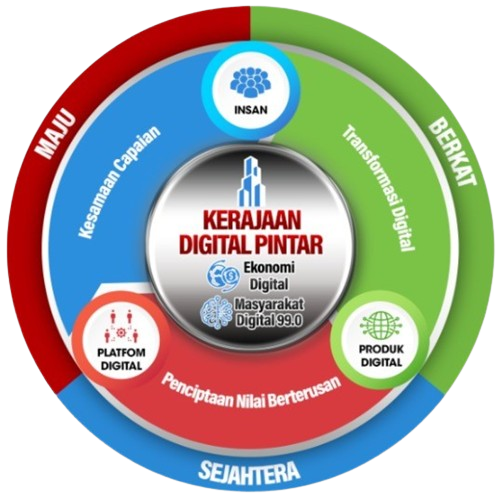 MAJU
BERKAT
SEJAHTERA
INSAN
Kesamaan Capaian
Transformasi Digital
KERAJAAN
DIGITAL PINTAR
Ekonomi
Digital
Masyarakat
Digital 99.0
PLATFOM
DIGITAL
PRODUK
DIGITAL
Penciptaan Nilai Berterusan